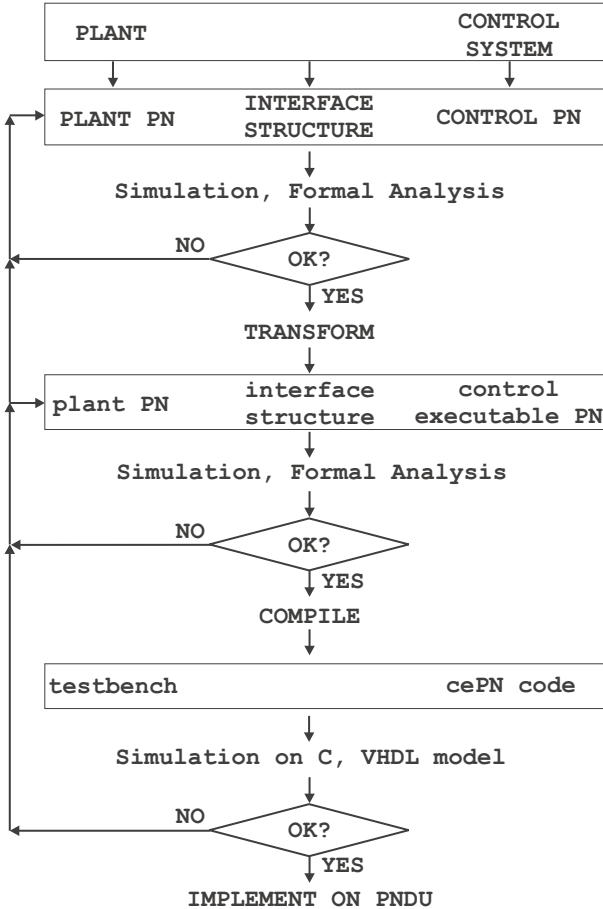 PLANT CONTROL
SYSTEM
PLANT PN INTERFACE CONTROL PN
STRUCTURE
Simulation, Formal Analysis
NO
OK?
YES
TRANSFORM
plant PN interface control
structure executable PN
Simulation, Formal Analysis
NO
OK?
YES
COMPILE
testbench cePN code
Simulation on C, VHDL model
NO
OK?
YES
IMPLEMENT ON PNDU